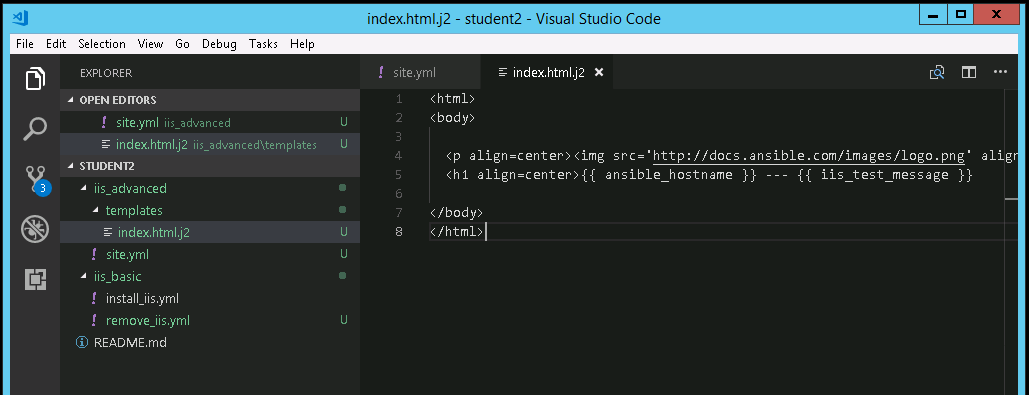 index.html.j2 - student2 - Visual Studio Code
File Edit Selection View Go Debug Tasks Help
EXPLORER
OPEN EDITORS
! site.yml iis_advanced U
index.html.j2 iis_advanced\templates U
STUDENT2
iis_advanced
templates
index.html.j2 U
! site.yml U
iis_basic
! install_iis.yml
! remove_iis.yml U
README.md
3
! site.yml index.html.j2
1 <html>
2 <body>
3
4 <p align=center><img src='http://docs.ansible.com/images/logo.png' align
5 <h1 align=center>{{ ansible_hostname }} --- {{ iis_test_message }}
6
7 </body>
8 </html>